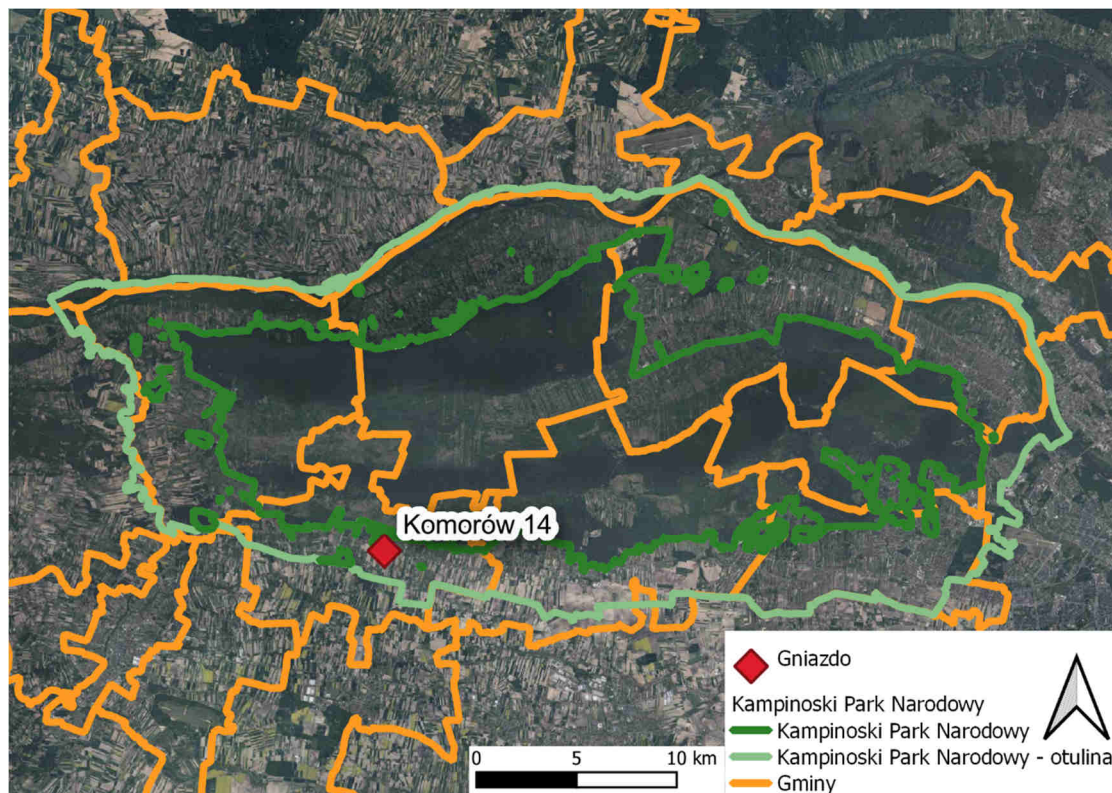 Komorów 14
Gniazdo
Kampinoski Park Narodowy
Kampinoski Park Narodowy
Kampinoski Park Narodowy - otulina
Gminy
0 5 10 km